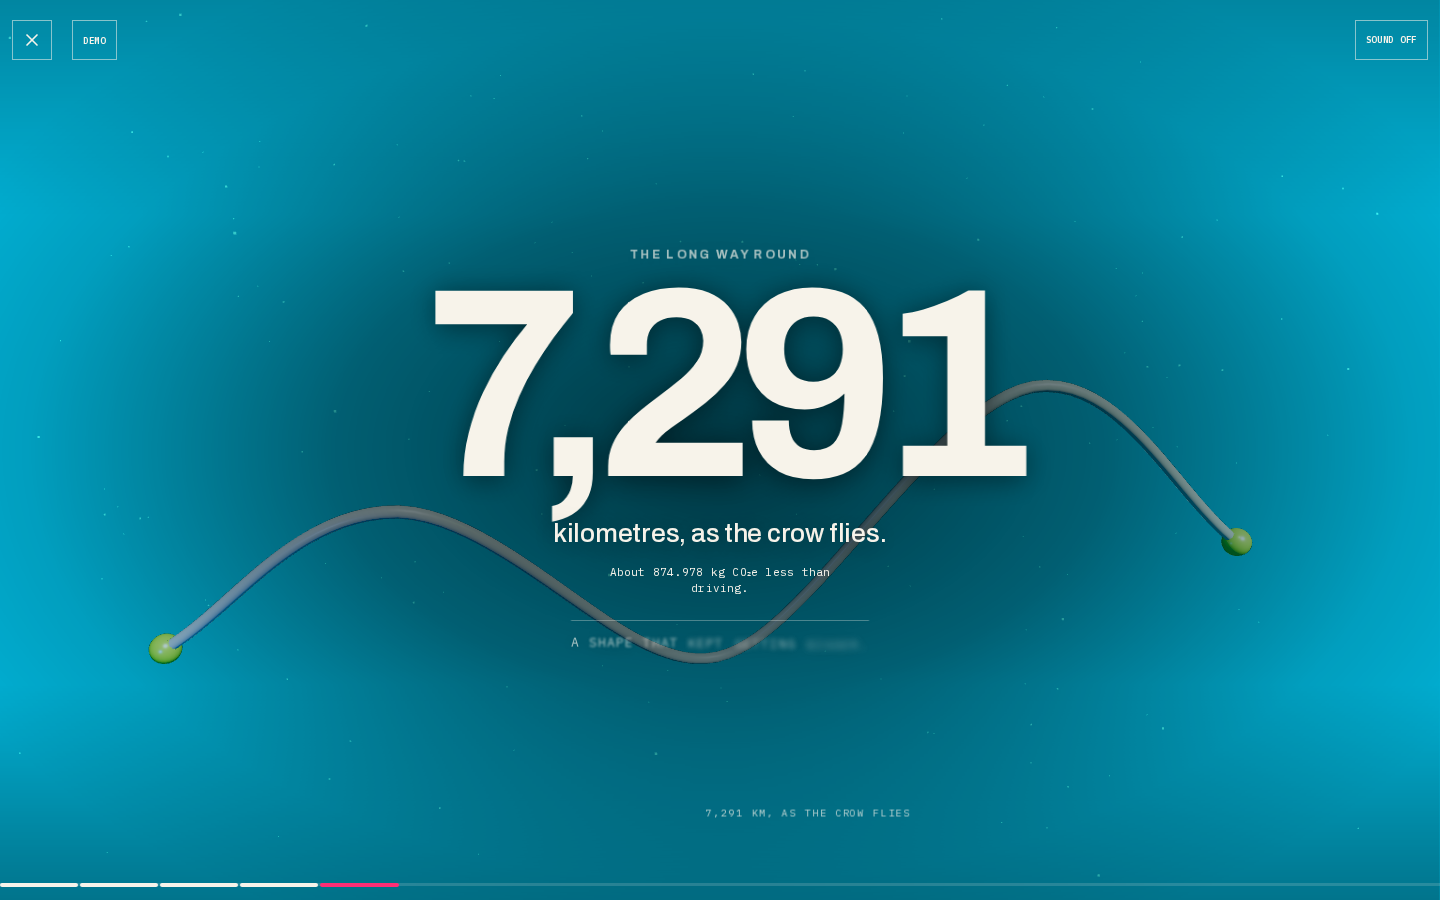 DEMO
SOUND OFF
THE LONG WAY ROUND
7,291
kilometres, as the crow flies.
About 874.978 kg CO₂e less than
driving.
A SHAPE THAT KEPT
7,291 KM, AS THE CROW FLIES